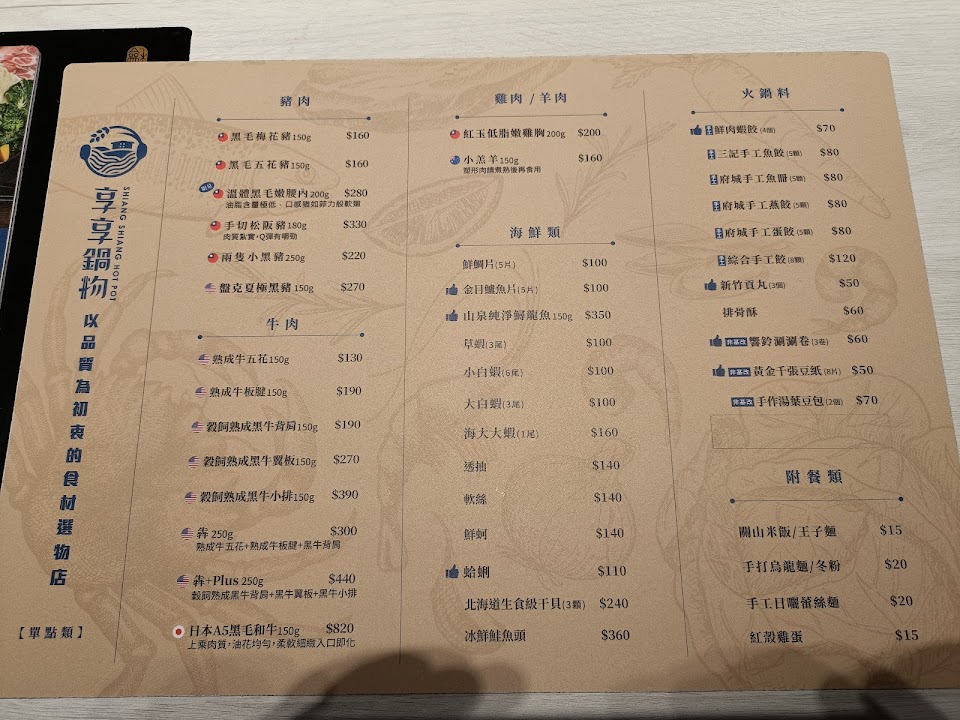 享享鍋物
SHIANG SHIANG HOT POT
以品質為初衷的食材選物店
【單點類】
豬肉
黑毛梅花豬150g $160
黑毛五花豬150g $160
溫體黑毛嫩腰內200g $280
油脂含量極低、口感猶如菲力般軟嫩
手切松阪豬180g $330
肉質紮實,Q彈有嚼勁
兩隻小黑豬250g $220
盤克夏極黑豬150g $270
牛肉
熟成牛五花150g $130
熟成牛板腱150g $190
穀飼熟成黑牛背肩150g $190
穀飼熟成黑牛翼板150g $270
穀飼熟成黑牛小排150g $390
犇 250g $300
熟成牛五花+熟成牛板腱+黑牛背肩
犇+Plus 250g $440
穀飼熟成黑牛背肩+黑牛翼板+黑牛小排
日本A5黑毛和牛150g $820
上乘肉質,油花均勻,柔軟細緻入口即化
雞肉/羊肉
紅玉低脂嫩雞胸200g $200
小羔羊150g $160
塑形肉請煮熟後再食用
海鮮類
鮮鯛片(5片) $100
金目鱸魚片(5片) $100
山泉純淨鱘龍魚150g $350
草蝦(3尾) $100
小白蝦(6尾) $100
大白蝦(3尾) $100
海大大蝦(1尾) $160
透抽 $140
軟絲 $140
鮮蚵 $140
蛤蜊 $110
北海道生食級干貝(3顆) $240
冰鮮鮭魚頭 $360
火鍋料
鮮肉蝦餃(4個) $70
三記手工魚餃(5顆) $80
府城手工魚冊(5顆) $80
府城手工燕餃(5顆) $80
府城手工蛋餃(5顆) $80
綜合手工餃(8顆) $120
新竹貢丸(3個) $50
排骨酥 $60
非基改 響鈴涮涮卷(3卷) $60
非基改 黃金千張豆紙(8片) $50
非基改 手作湯葉豆包(2個) $70
附餐類
關山米飯/王子麵 $15
手打烏龍麵/冬粉 $20
手工日曬蕾絲麵 $20
紅殼雞蛋 $15